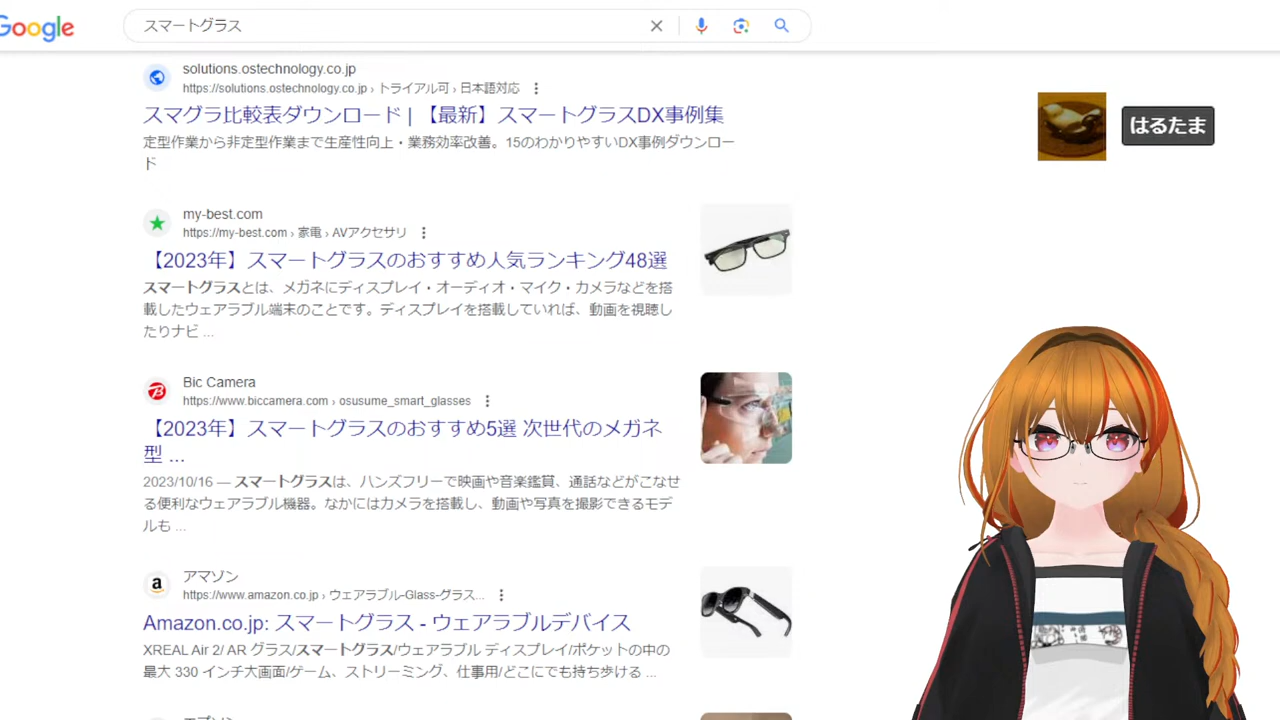 Google
スマートグラス
solutions.ostechnology.co.jp
https://solutions.ostechnology.co.jp › トライアル可 › 日本語対応
スマグラ比較表ダウンロード | 【最新】スマートグラスDX事例集
定型作業から非定型作業まで生産性向上・業務効率改善。15のわかりやすいDX事例ダウンロー
ド
はるたま
my-best.com
https://my-best.com › 家電 › AVアクセサリ
【2023年】スマートグラスのおすすめ人気ランキング48選
スマートグラスとは、メガネにディスプレイ・オーディオ・マイク・カメラなどを搭
載したウェアラブル端末のことです。ディスプレイを搭載していれば、動画を視聴し
たりナビ ...
Bic Camera
https://www.biccamera.com › osusume_smart_glasses
【2023年】スマートグラスのおすすめ5選 次世代のメガネ
型 ...
2023/10/16 — スマートグラスは、ハンズフリーで映画や音楽鑑賞、通話などがこなせ
る便利なウェアラブル機器。なかにはカメラを搭載し、動画や写真を撮影できるモデ
ルも ...
アマゾン
https://www.amazon.co.jp › ウェアラブル-Glass-グラス...
Amazon.co.jp: スマートグラス - ウェアラブルデバイス
XREAL Air 2/ AR グラス/スマートグラス/ウェアラブル ディスプレイ/ポケットの中の
最大 330 インチ大画面/ゲーム、ストリーミング、仕事用/どこにでも持ち歩ける ...